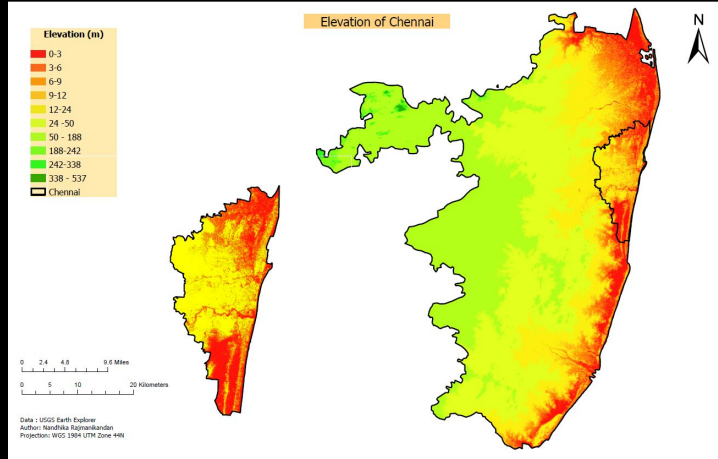 Elevation of Chennai
N
Elevation (m)
0-3
3-6
6-9
9-12
12-24
24 -50
50 - 188
188-242
242-338
338 - 537
Chennai
0 2.4 4.8 9.6 Miles
0 5 10 20 Kilometers
Data : USGS Earth Explorer
Author: Nandhika Rajmanikandan
Projection: WGS 1984 UTM Zone 44N